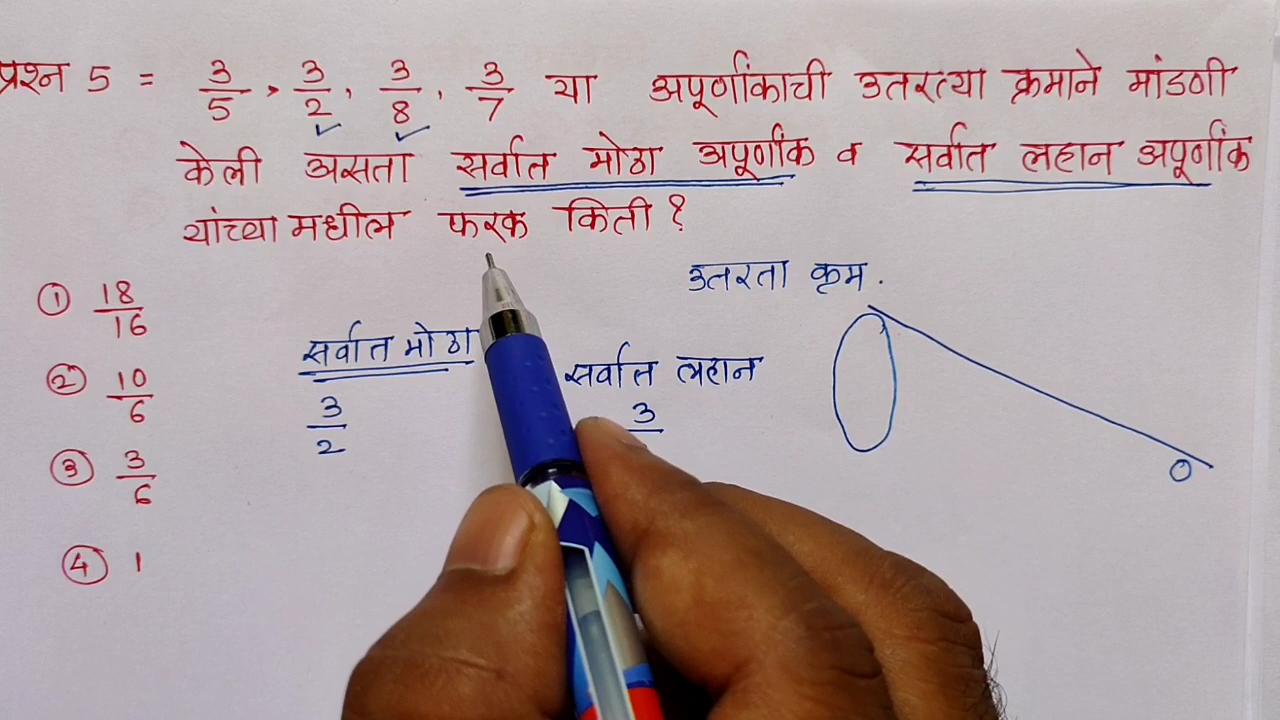 प्रश्न 5 = 3/5, 3/2, 3/8, 3/7 या अपूर्णांकाची उतरत्या क्रमाने मांडणी
केली असता सर्वात मोठा अपूर्णांक व सर्वात लहान अपूर्णांक
यांच्या मधील फरक किती ?
उतरता क्रम.
① 18/16
सर्वात मोठा
सर्वात लहान
② 10/6
3/2
3
③ 3/6
④ 1